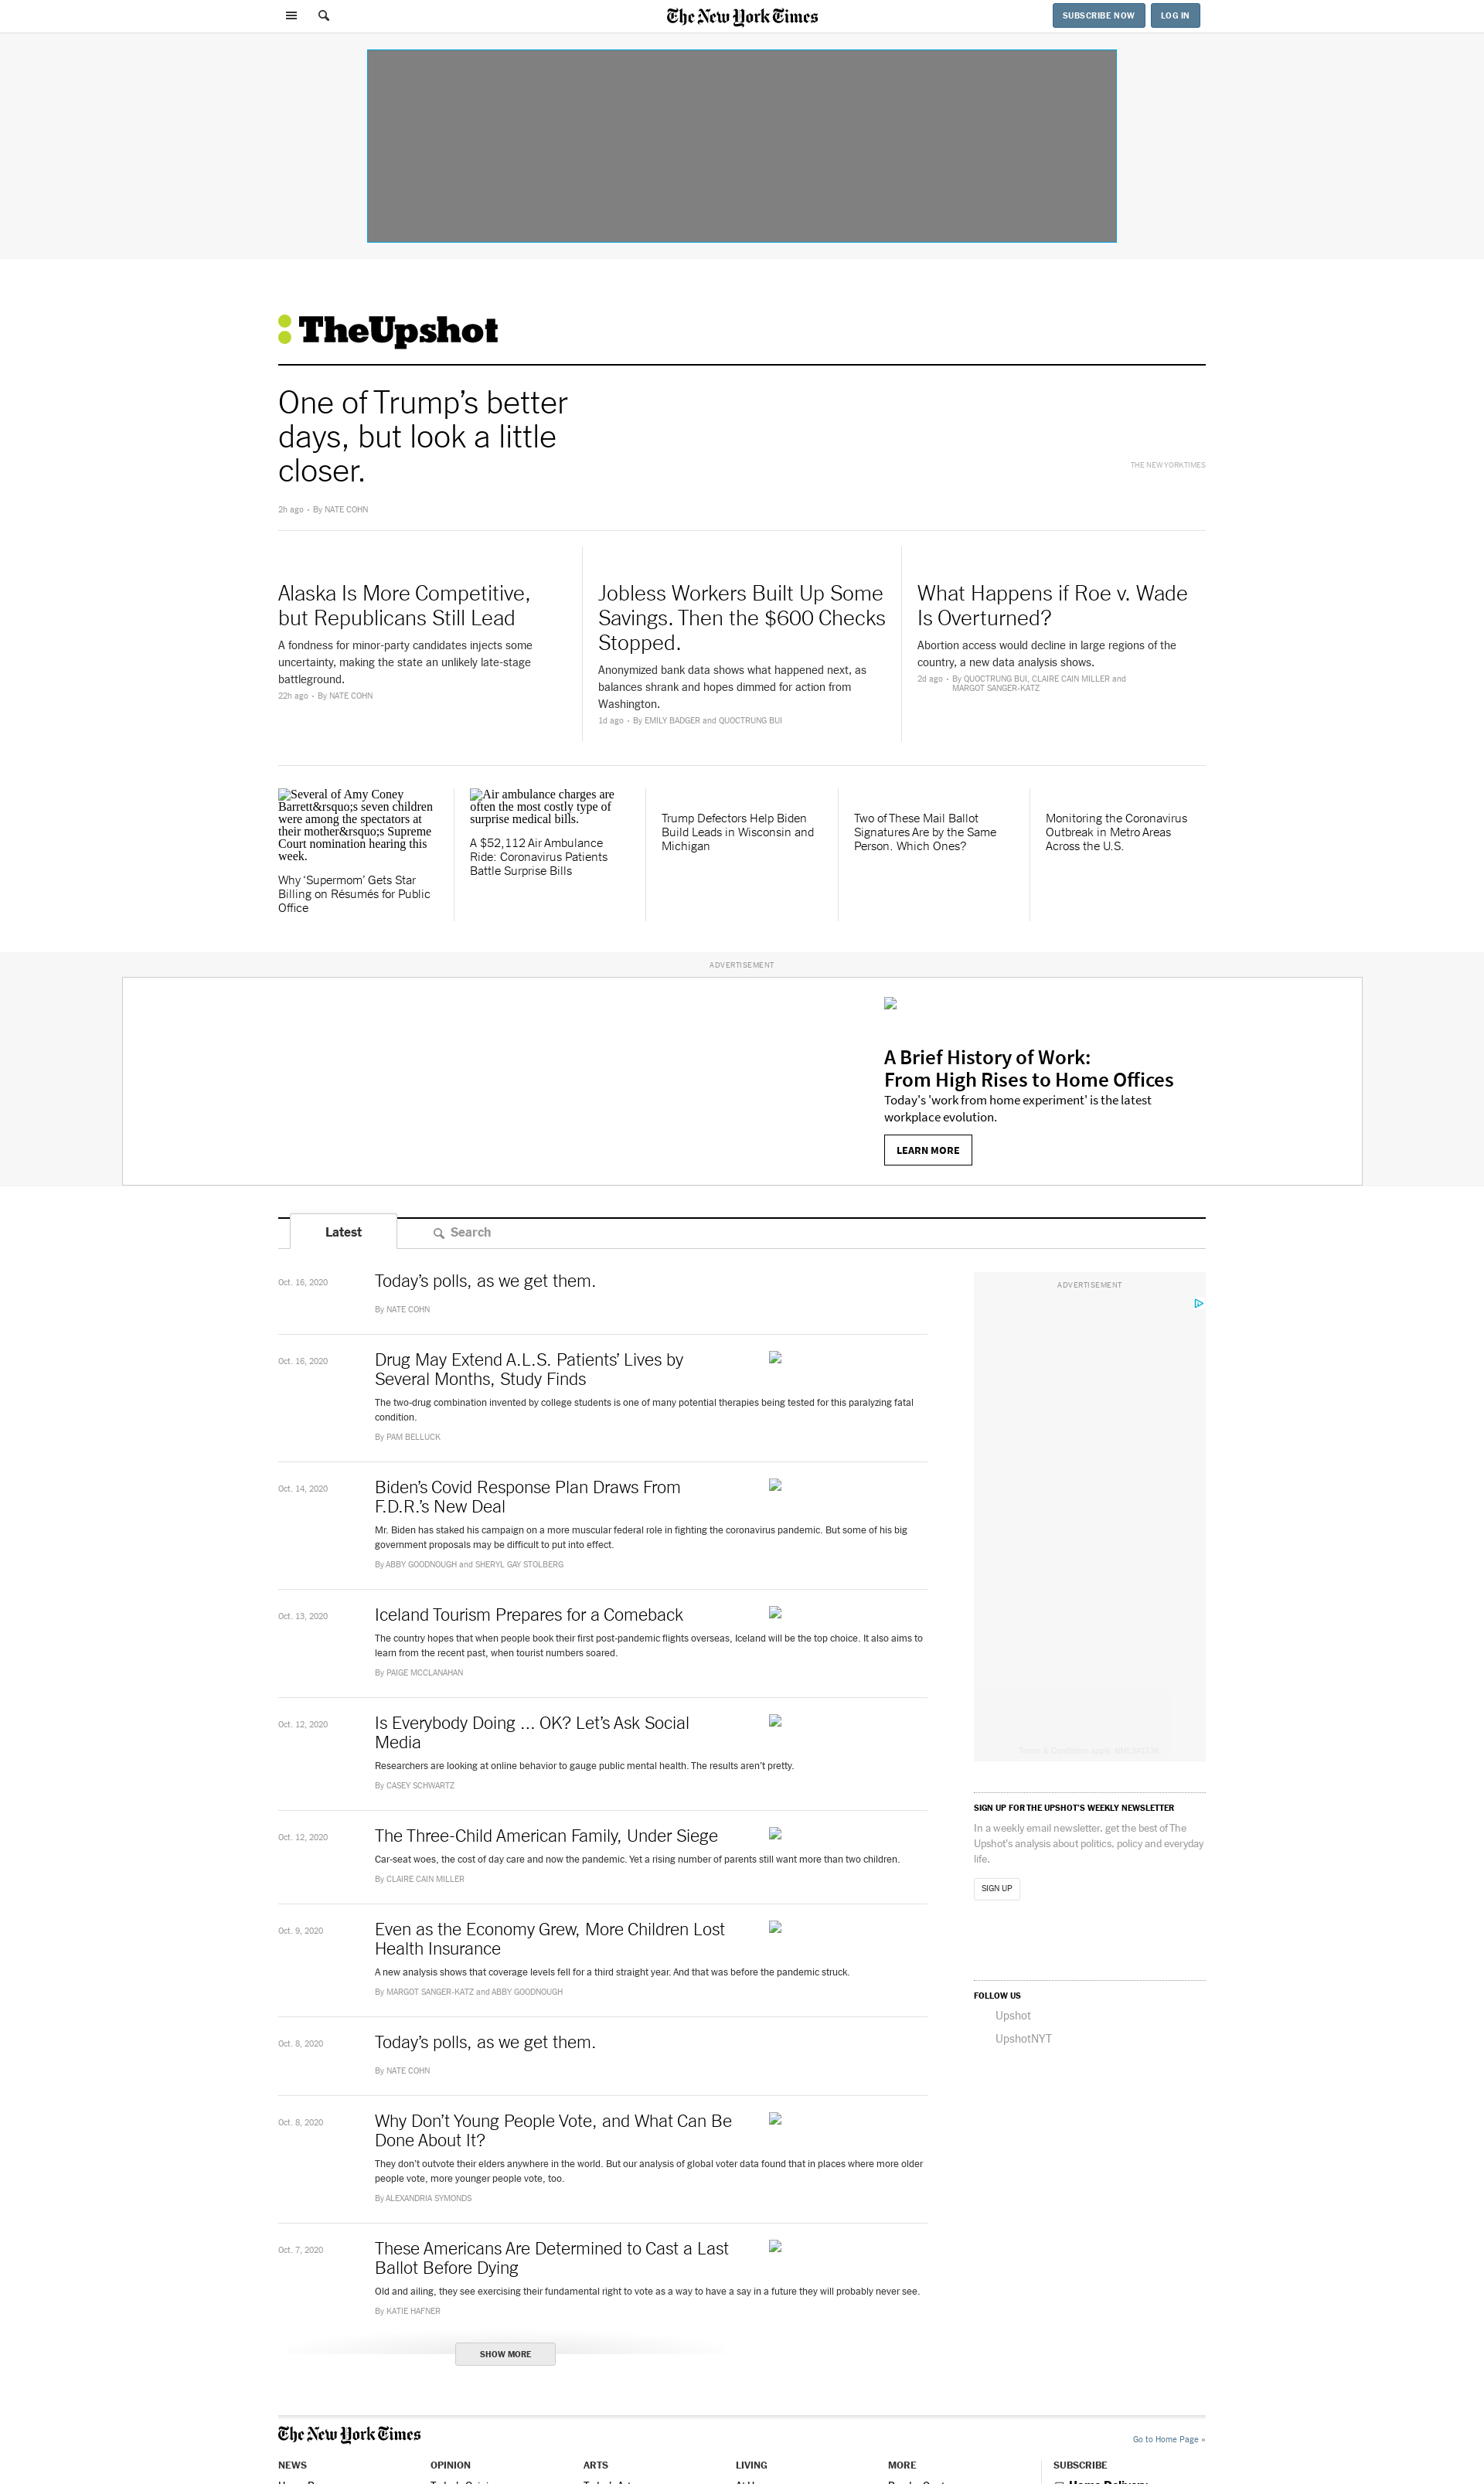 The New York Times
SUBSCRIBE NOW
LOG IN
TheUpshot
One of Trump’s better
days, but look a little
closer.
THE NEW YORK TIMES
2h ago • By NATE COHN
Alaska Is More Competitive,
but Republicans Still Lead
A fondness for minor-party candidates injects some
uncertainty, making the state an unlikely late-stage
battleground.
22h ago • By NATE COHN
Jobless Workers Built Up Some
Savings. Then the $600 Checks
Stopped.
Anonymized bank data shows what happened next, as
balances shrank and hopes dimmed for action from
Washington.
1d ago • By EMILY BADGER and QUOCTRUNG BUI
What Happens if Roe v. Wade
Is Overturned?
Abortion access would decline in large regions of the
country, a new data analysis shows.
2d ago • By QUOCTRUNG BUI, CLAIRE CAIN MILLER and
MARGOT SANGER-KATZ
Several of Amy Coney
Barrett&rsquo;s seven children
were among the spectators at
their mother&rsquo;s Supreme
Court nomination hearing this
week.
Why ‘Supermom’ Gets Star
Billing on Résumés for Public
Office
Air ambulance charges are
often the most costly type of
surprise medical bills.
A $52,112 Air Ambulance
Ride: Coronavirus Patients
Battle Surprise Bills
Trump Defectors Help Biden
Build Leads in Wisconsin and
Michigan
Two of These Mail Ballot
Signatures Are by the Same
Person. Which Ones?
Monitoring the Coronavirus
Outbreak in Metro Areas
Across the U.S.
ADVERTISEMENT
A Brief History of Work:
From High Rises to Home Offices
Today's 'work from home experiment' is the latest
workplace evolution.
LEARN MORE
Latest
Search
Oct. 16, 2020
Today’s polls, as we get them.
By NATE COHN
Oct. 16, 2020
Drug May Extend A.L.S. Patients’ Lives by
Several Months, Study Finds
The two-drug combination invented by college students is one of many potential therapies being tested for this paralyzing fatal
condition.
By PAM BELLUCK
Oct. 14, 2020
Biden’s Covid Response Plan Draws From
F.D.R.’s New Deal
Mr. Biden has staked his campaign on a more muscular federal role in fighting the coronavirus pandemic. But some of his big
government proposals may be difficult to put into effect.
By ABBY GOODNOUGH and SHERYL GAY STOLBERG
Oct. 13, 2020
Iceland Tourism Prepares for a Comeback
The country hopes that when people book their first post-pandemic flights overseas, Iceland will be the top choice. It also aims to
learn from the recent past, when tourist numbers soared.
By PAIGE MCCLANAHAN
Oct. 12, 2020
Is Everybody Doing ... OK? Let’s Ask Social
Media
Researchers are looking at online behavior to gauge public mental health. The results aren’t pretty.
By CASEY SCHWARTZ
Oct. 12, 2020
The Three-Child American Family, Under Siege
Car-seat woes, the cost of day care and now the pandemic. Yet a rising number of parents still want more than two children.
By CLAIRE CAIN MILLER
Oct. 9, 2020
Even as the Economy Grew, More Children Lost
Health Insurance
A new analysis shows that coverage levels fell for a third straight year. And that was before the pandemic struck.
By MARGOT SANGER-KATZ and ABBY GOODNOUGH
Oct. 8, 2020
Today’s polls, as we get them.
By NATE COHN
Oct. 8, 2020
Why Don’t Young People Vote, and What Can Be
Done About It?
They don’t outvote their elders anywhere in the world. But our analysis of global voter data found that in places where more older
people vote, more younger people vote, too.
By ALEXANDRIA SYMONDS
Oct. 7, 2020
These Americans Are Determined to Cast a Last
Ballot Before Dying
Old and ailing, they see exercising their fundamental right to vote as a way to have a say in a future they will probably never see.
By KATIE HAFNER
SHOW MORE
ADVERTISEMENT
SIGN UP FOR THE UPSHOT’S WEEKLY NEWSLETTER
In a weekly email newsletter, get the best of The
Upshot’s analysis about politics, policy and everyday
life.
SIGN UP
FOLLOW US
Upshot
UpshotNYT
The New York Times
Go to Home Page »
NEWS
OPINION
ARTS
LIVING
MORE
SUBSCRIBE